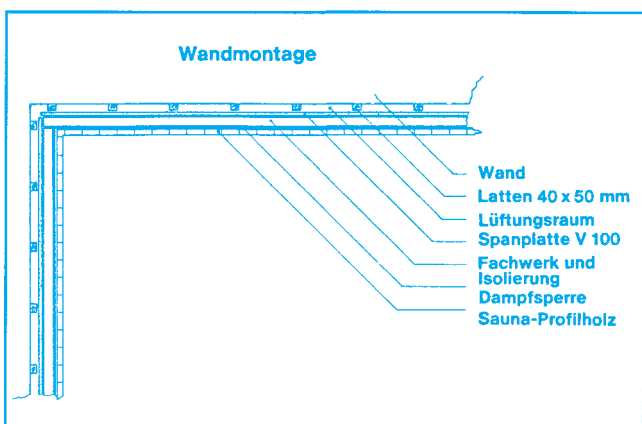 Wandmontage
Wand
Latten 40 x 50 mm
Lüftungsraum
Spanplatte V 100
Fachwerk und
Isolierung
Dampfsperre
Sauna-Profilholz